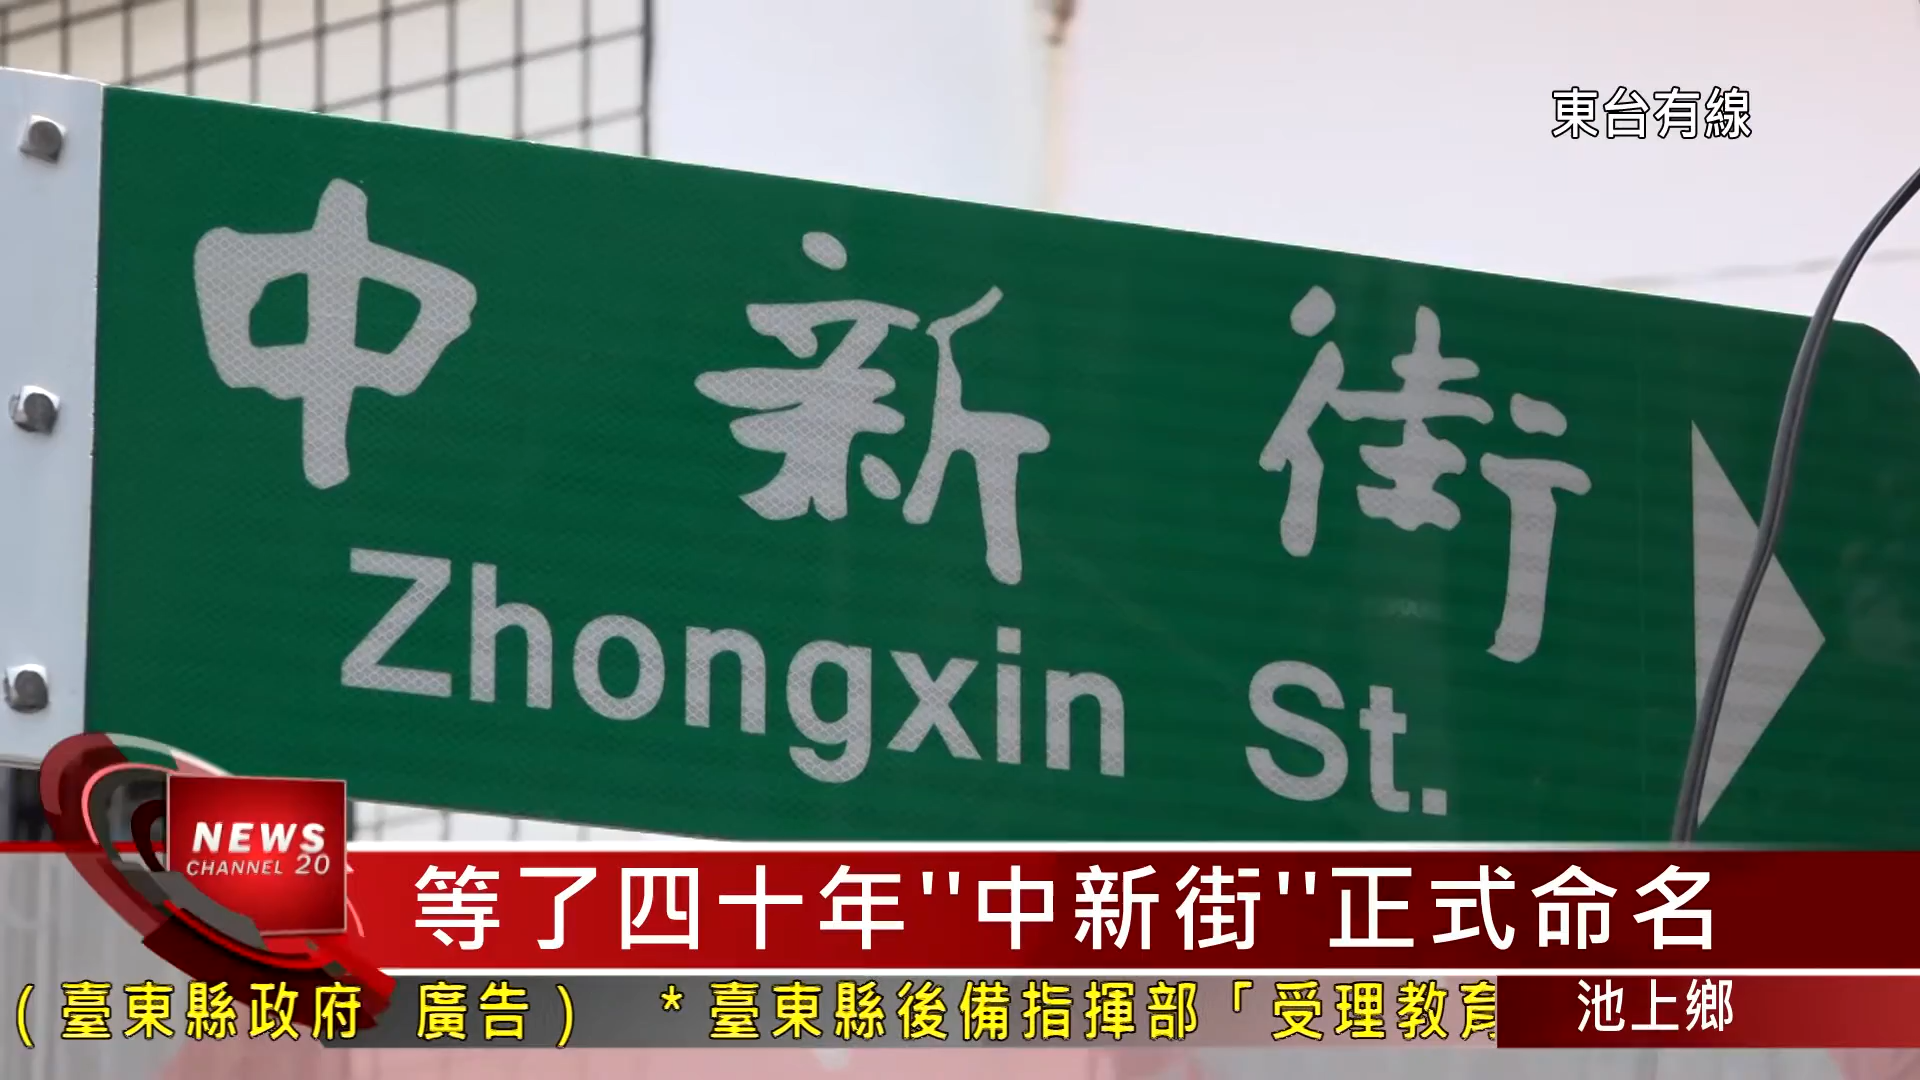 東台有線
中新街
Zhongxin St.
NEWS
CHANNEL 20
等了四十年"中新街"正式命名
(臺東縣政府 廣告) *臺東縣後備指揮部「受理教育
池上鄉